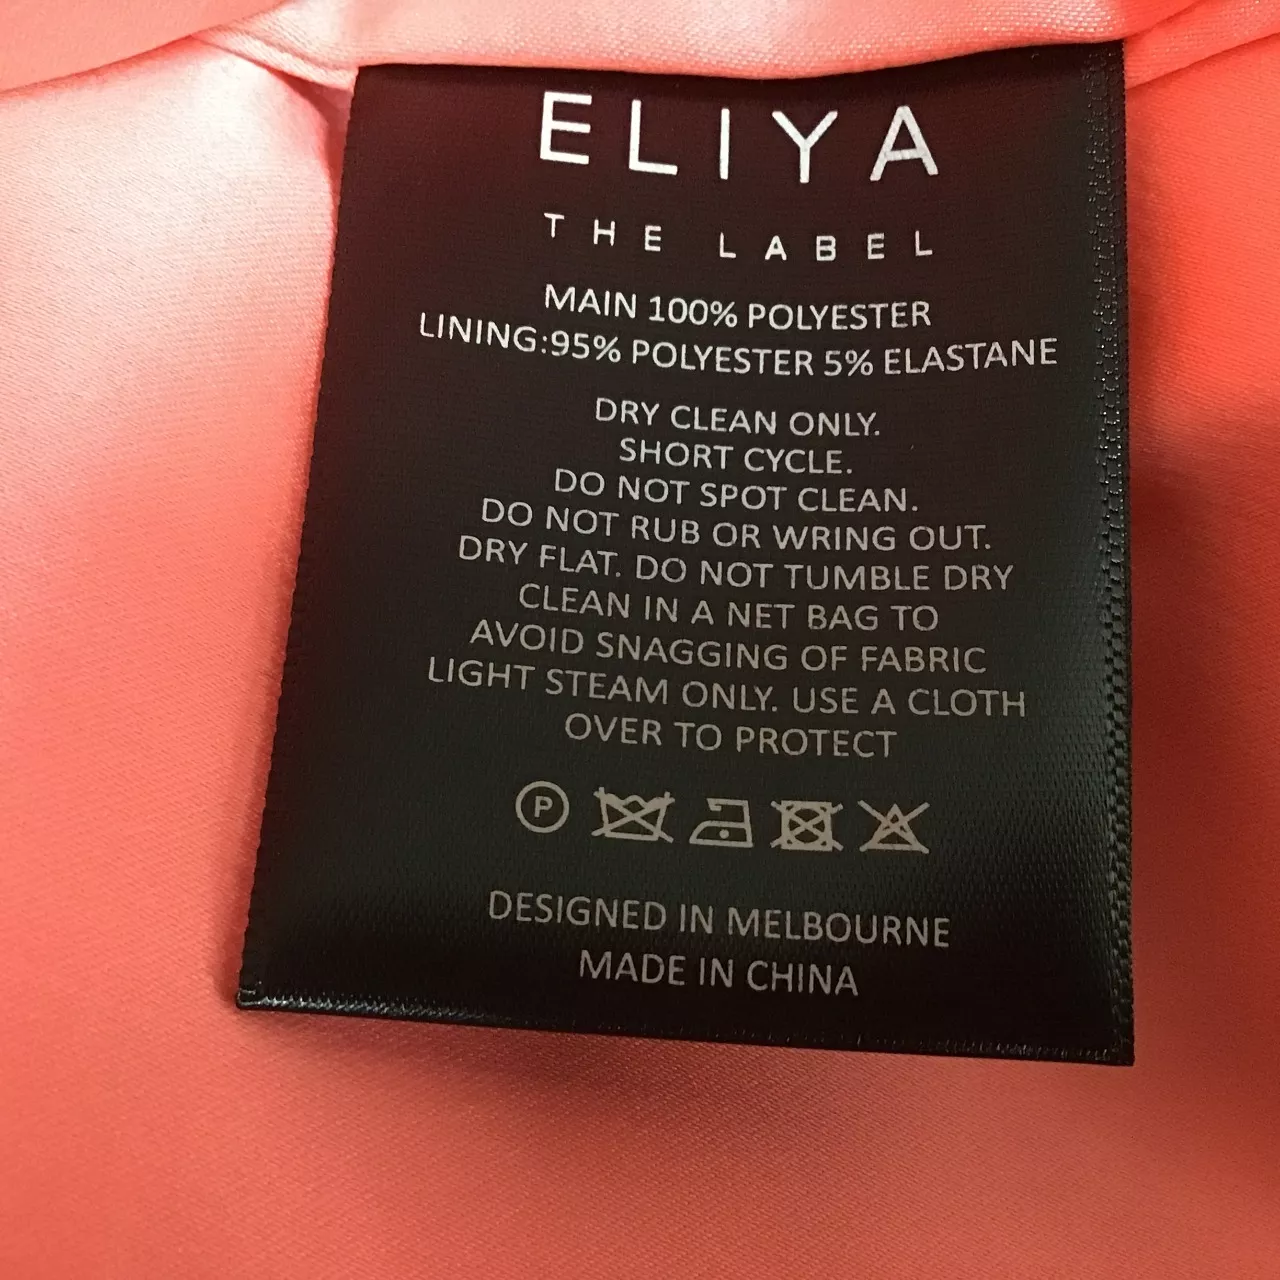 ELIYA
THE LABEL
MAIN 100% POLYESTER
LINING:95% POLYESTER 5% ELASTANE
DRY CLEAN ONLY.
SHORT CYCLE.
DO NOT SPOT CLEAN.
DO NOT RUB OR WRING OUT.
DRY FLAT. DO NOT TUMBLE DRY
CLEAN IN A NET BAG TO
AVOID SNAGGING OF FABRIC
LIGHT STEAM ONLY. USE A CLOTH
OVER TO PROTECT
P
DESIGNED IN MELBOURNE
MADE IN CHINA